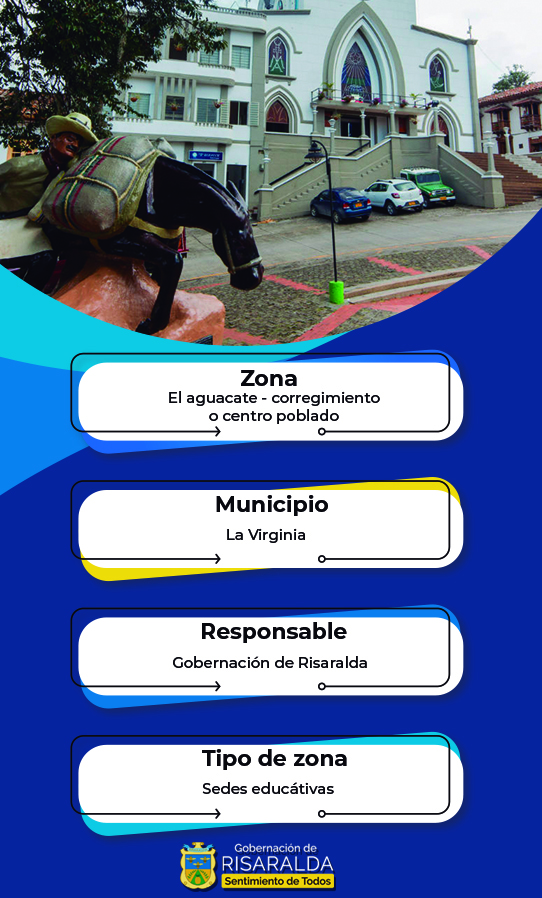 Zona
El aguacate - corregimiento
o centro poblado
Municipio
La Virginia
Responsable
Gobernación de Risaralda
Tipo de zona
Sedes educátivas
Gobernación de
RISARALDA
Sentimiento de Todos